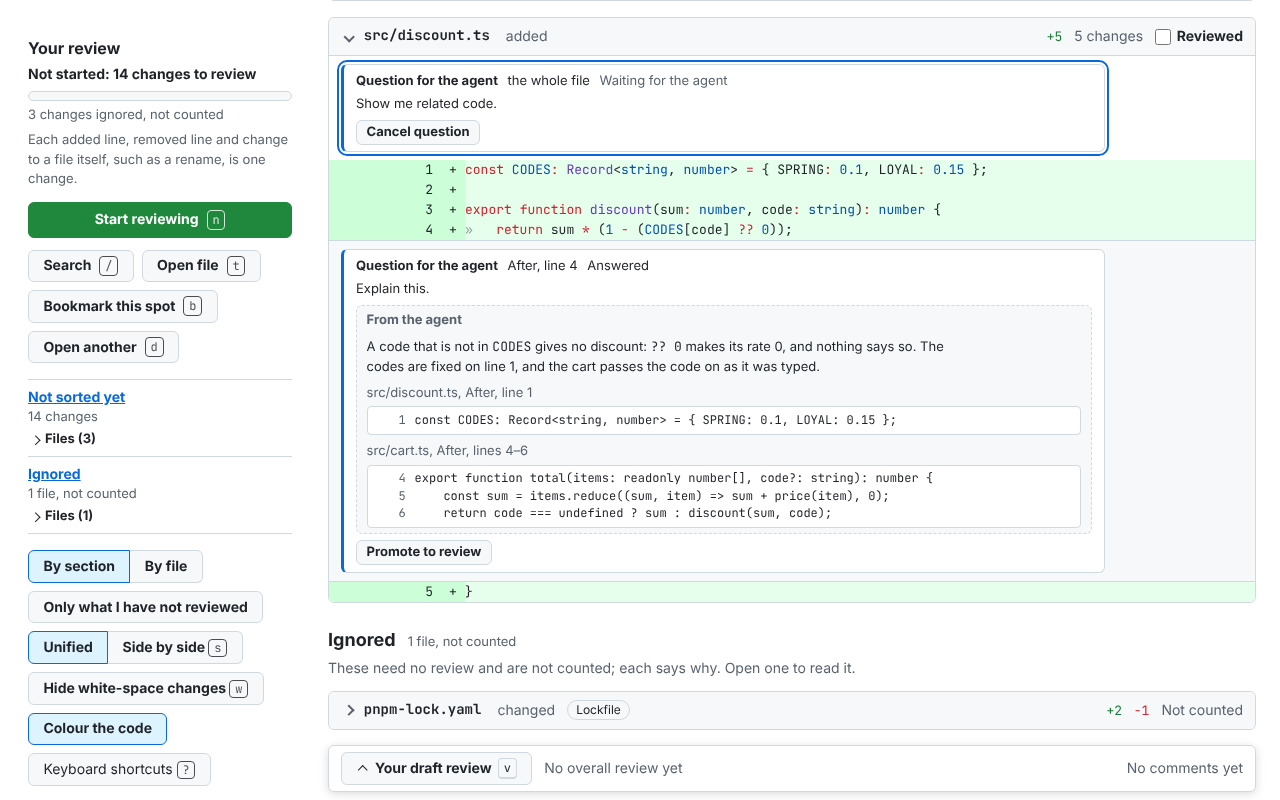 Your review
Not started: 14 changes to review
3 changes ignored, not counted
Each added line, removed line and change
to a file itself, such as a rename, is one
change.
Start reviewing n
Search / Open file t
Bookmark this spot b
Open another d
Not sorted yet
14 changes
Files (3)
Ignored
1 file, not counted
Files (1)
By section By file
Only what I have not reviewed
Unified Side by side s
Hide white-space changes w
Colour the code
Keyboard shortcuts ?
src/discount.ts added +5 5 changes Reviewed
Question for the agent the whole file Waiting for the agent
Show me related code.
Cancel question
1 + const CODES: Record<string, number> = { SPRING: 0.1, LOYAL: 0.15 };
2 +
3 + export function discount(sum: number, code: string): number {
4 + » return sum * (1 - (CODES[code] ?? 0));
Question for the agent After, line 4 Answered
Explain this.
From the agent
A code that is not in CODES gives no discount: ?? 0 makes its rate 0, and nothing says so. The
codes are fixed on line 1, and the cart passes the code on as it was typed.
src/discount.ts, After, line 1
1 const CODES: Record<string, number> = { SPRING: 0.1, LOYAL: 0.15 };
src/cart.ts, After, lines 4–6
4 export function total(items: readonly number[], code?: string): number {
5 const sum = items.reduce((sum, item) => sum + price(item), 0);
6 return code === undefined ? sum : discount(sum, code);
Promote to review
5 + }
Ignored 1 file, not counted
These need no review and are not counted; each says why. Open one to read it.
pnpm-lock.yaml changed Lockfile +2 -1 Not counted
Your draft review v No overall review yet No comments yet